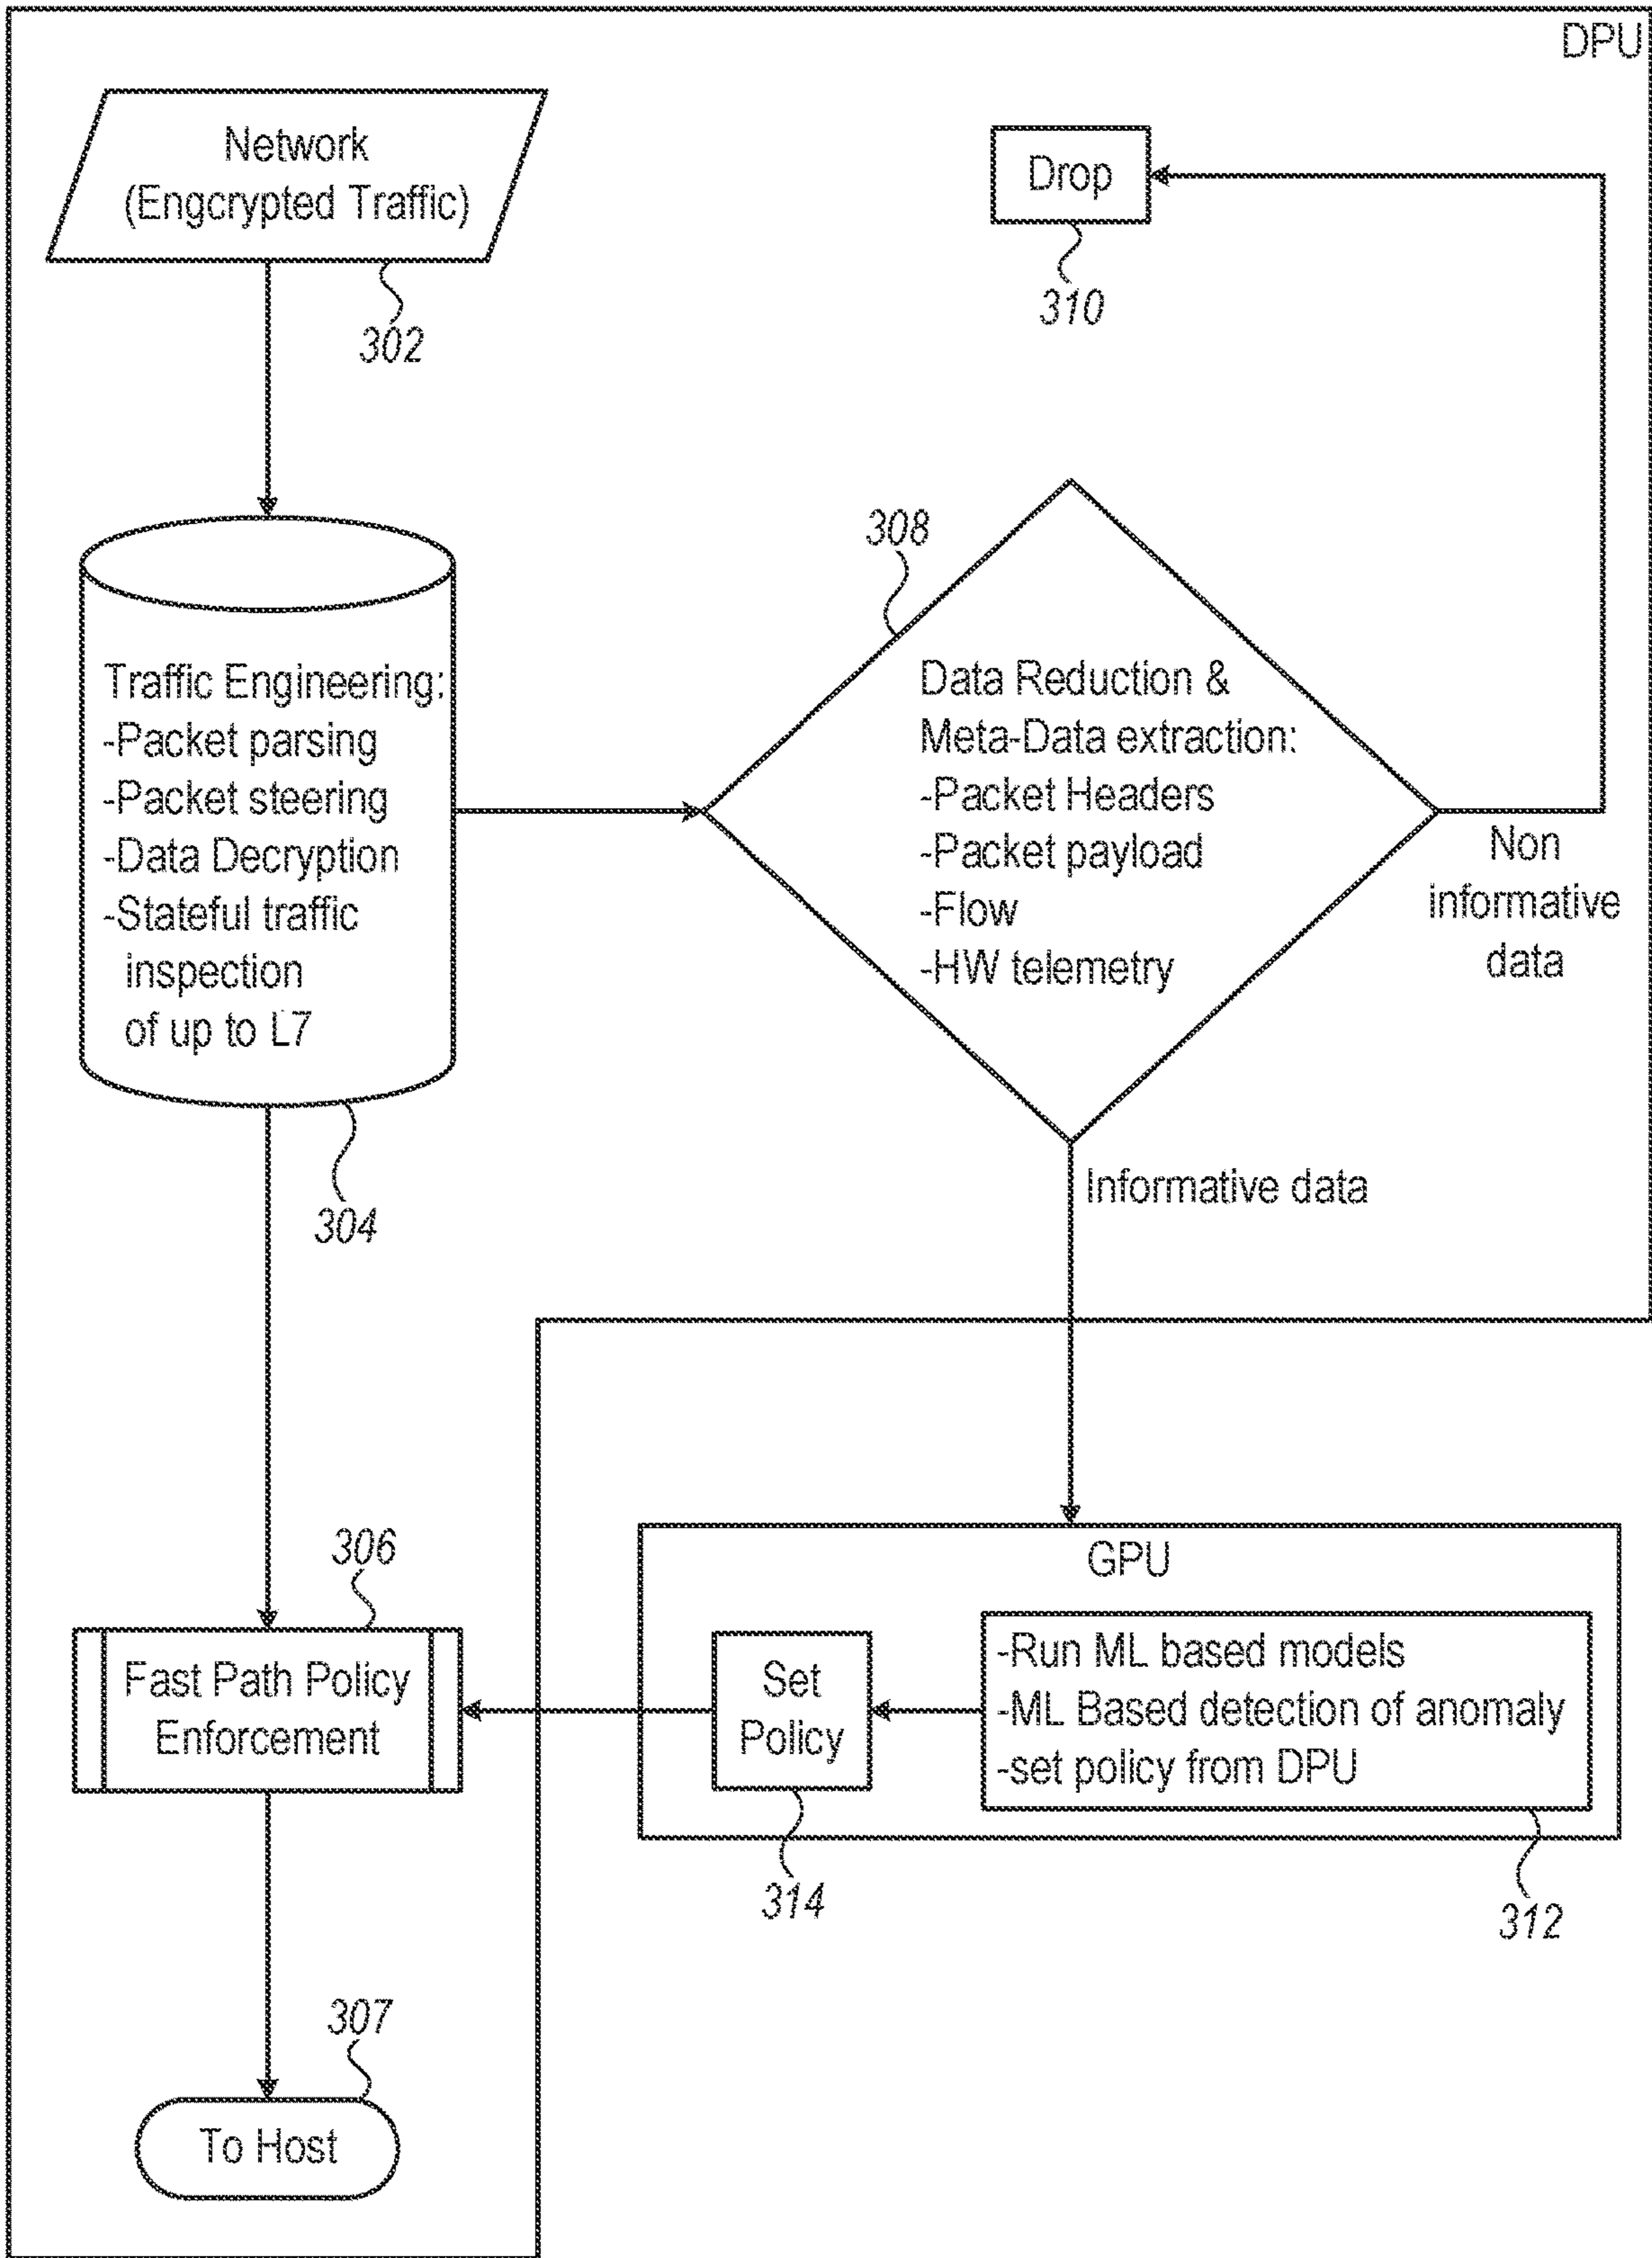 DPU
Network
(Engcrypted Traffic)
302
Drop
310
Traffic Engineering:
-Packet parsing
-Packet steering
-Data Decryption
-Stateful traffic
inspection
of up to L7
304
308
Data Reduction &
Meta-Data extraction:
-Packet Headers
-Packet payload
-Flow
-HW telemetry
Non
informative
data
Informative data
306
Fast Path Policy
Enforcement
GPU
Set
Policy
314
-Run ML based models
-ML Based detection of anomaly
-set policy from DPU
312
307
To Host